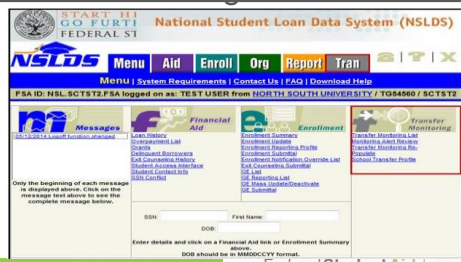 START HE
GO FURTH
FEDERAL ST
National Student Loan Data System (NSLDS)
NSLDS
Menu Aid Enroll Org Report Tran
Menu | System Requirements | Contact Us | FAQ | Download Help
FSA ID: NSL.SCTST2.FSA logged on as: TEST USER from NORTH SOUTH UNIVERSITY / TG54560 / SCTST2
Messages
05/12/2014 Logoff function changed
Only the beginning of each message
is displayed above. Click on the
message text above to see the
complete message below.
Financial
Aid
Loan History
Overpayment List
Grants
Delinquent Borrowers
Exit Counseling History
Student Access Interface
Student Contact Info
SSN Conflict
Enrollment
Enrollment Summary
Enrollment Update
Enrollment Reporting Profile
Enrollment Submittal
Enrollment Notification Override List
Exit Counseling Submittal
GE List
GE Reporting List
GE Mass Update/Deactivate
GE Submittal
Transfer
Monitoring
Transfer Monitoring List
Monitoring Alert Review
Transfer Monitoring Re-
Populate
School Transfer Profile
SSN: First Name:
DOB:
Enter details and click on a Financial Aid link or Enrollment Summary
above.
DOB should be in MMDDCCYY format.